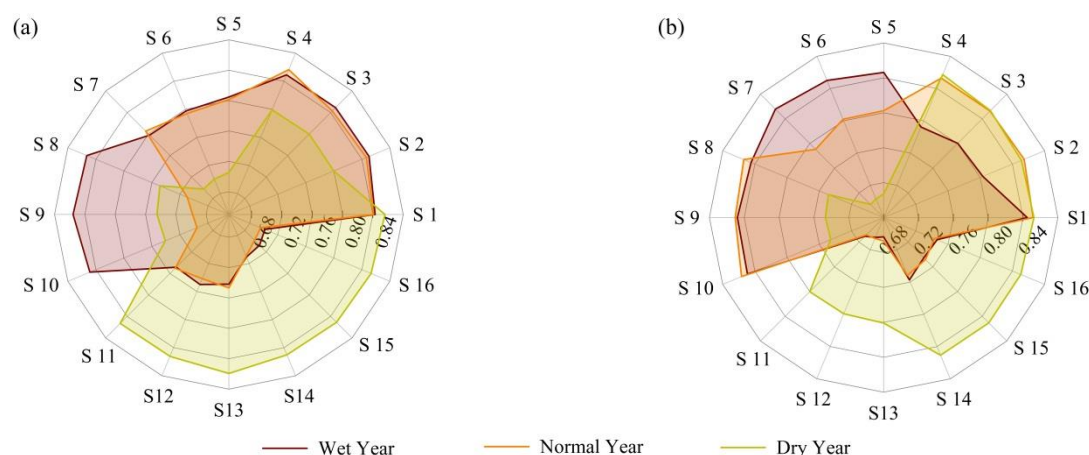 (a)
S 5
S 4
S 3
S 2
S 1
S 16
S 15
S14
S13
S12
S 11
S 10
S 9
S 8
S 7
S 6
0.68
0.72
0.76
0.80
0.84
(b)
S 5
S 4
S 3
S 2
S1
S 16
S 15
S 14
S13
S 12
S 11
S 10
S 9
S 8
S 7
S 6
0.68
0.72
0.76
0.80
0.84
Wet Year
Normal Year
Dry Year